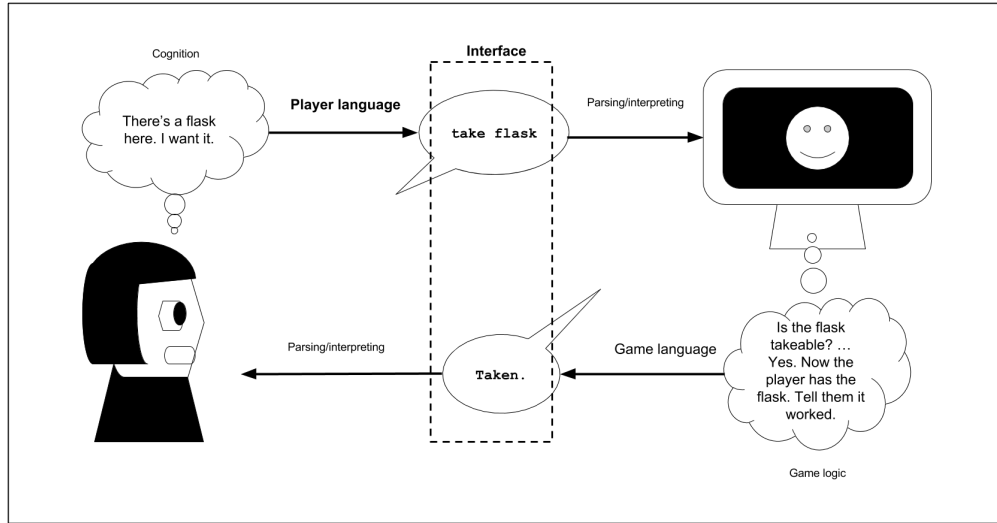 Cognition
Interface
There's a flask
here. I want it.
Player language
take flask
Parsing/interpreting
Parsing/interpreting
Taken.
Game language
Is the flask
takeable? ...
Yes. Now the
player has the
flask. Tell them it
worked.
Game logic